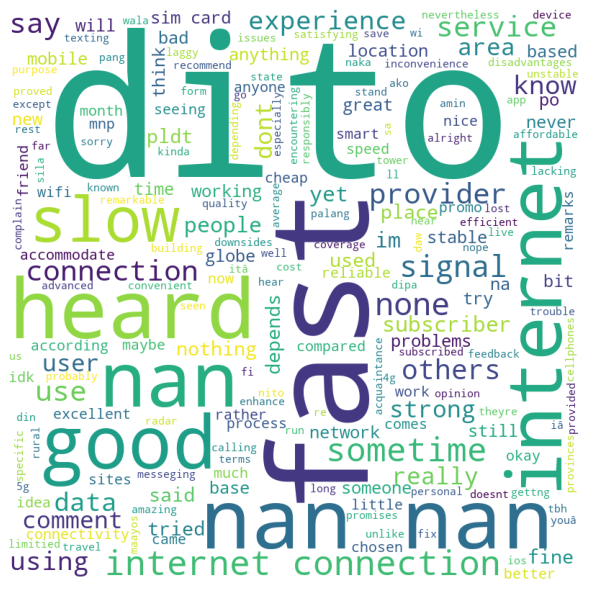 say
wala
sim card
experience
nevertheless
device
texting
pang
laggy
issues
satisfying
save
wi
service
bad
recommend
anything
location
area
based
disadvantages
mobile
think
go
state
naka
inconvenience
unstable
purpose
form
stand
ako
amin
app
know
new
month
seeing
anyone
great
nice
po
proved
except
mnp
depending
especially
encountering
responsibly
smart
sa
alright
never
affordable
rest
sorry
pldt
dont
speed
tower
ll
dito
far
kinda
cheap
palang
near
promo
lost
lacking
friend
sila
known
quality
yet
provider
efficient
wifi
time
working
average
coverage
daw
nope
live
remarks
complain
remarkable
slow
people
place
im
stable
internet
building
downsides
used
reliable
na
bit
accommodate
globe
well
connection
signal
advanced
convenient
itâ
now
cost
dipa
try
trouble
heard
seen
hear
none
subscriber
according
maybe
depends
compared
problems
us
nothing
fi
subscribed
feedback
cellphones
user
probably
fast
acquaintance
4g
others
idk
use
nan
nito
enhance
rather
re
opinion
work
theyre
provided
provinces
din
excellent
radar
process
run
strong
comes
still
iâ
rural
good
calling
sometime
network
okay
specific
sites
terms
much
really
doesnt
gettng
5g
messeging
base
long
personal
someone
idea
data
said
little
promises
tbh
comment
tried
nan
nan
unlike
youâ
connectivity
came
chosen
fix
limitied
travel
amazing
maayos
ios
fine
using
internet connection
better